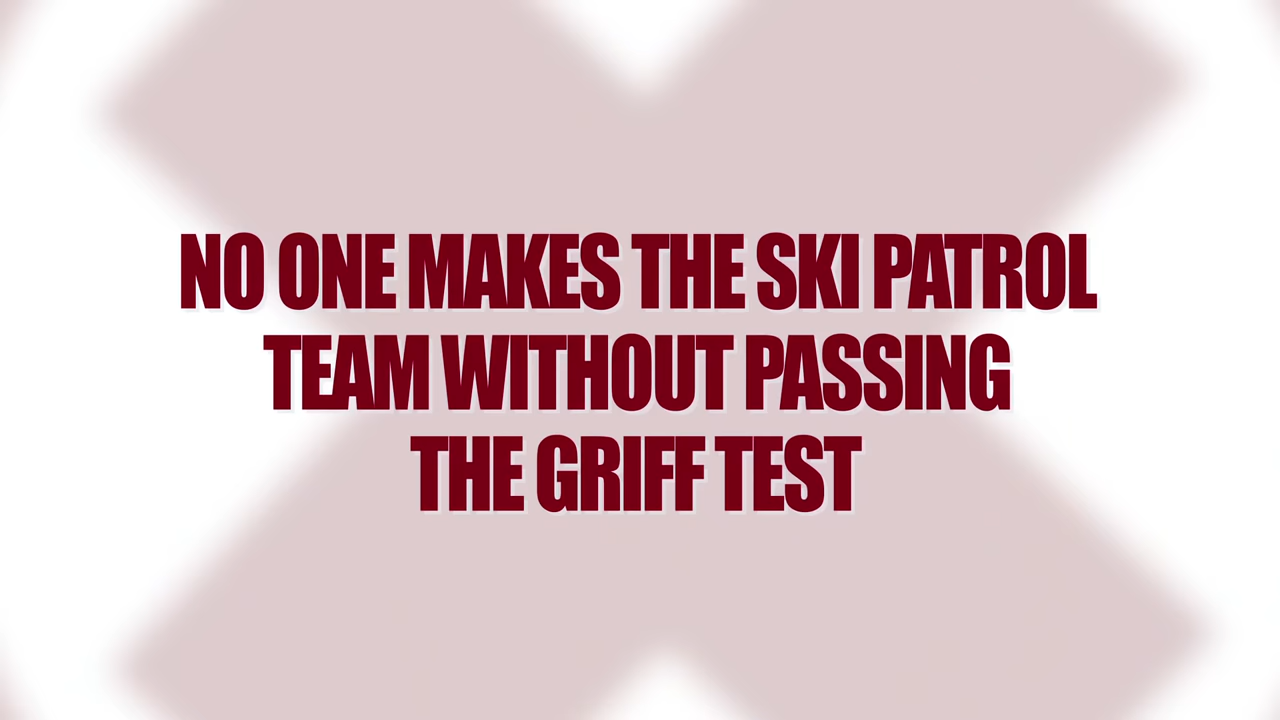 NO ONE MAKES THE SKI PATROL
TEAM WITHOUT PASSING
THE GRIFF TEST